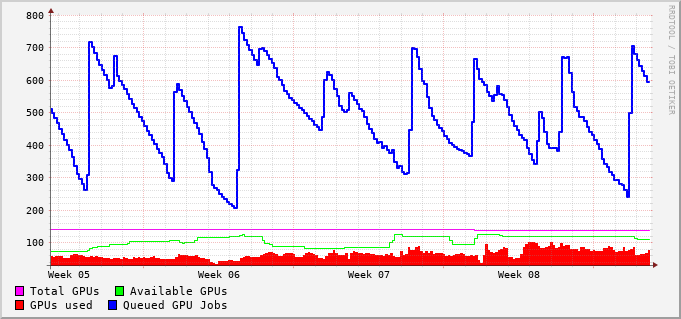 800
700
600
500
400
300
200
100
Week 05 Week 06 Week 07 Week 08
Total GPUs Available GPUs
GPUs used Queued GPU Jobs
RRDTOOL / TOBI OETIKER